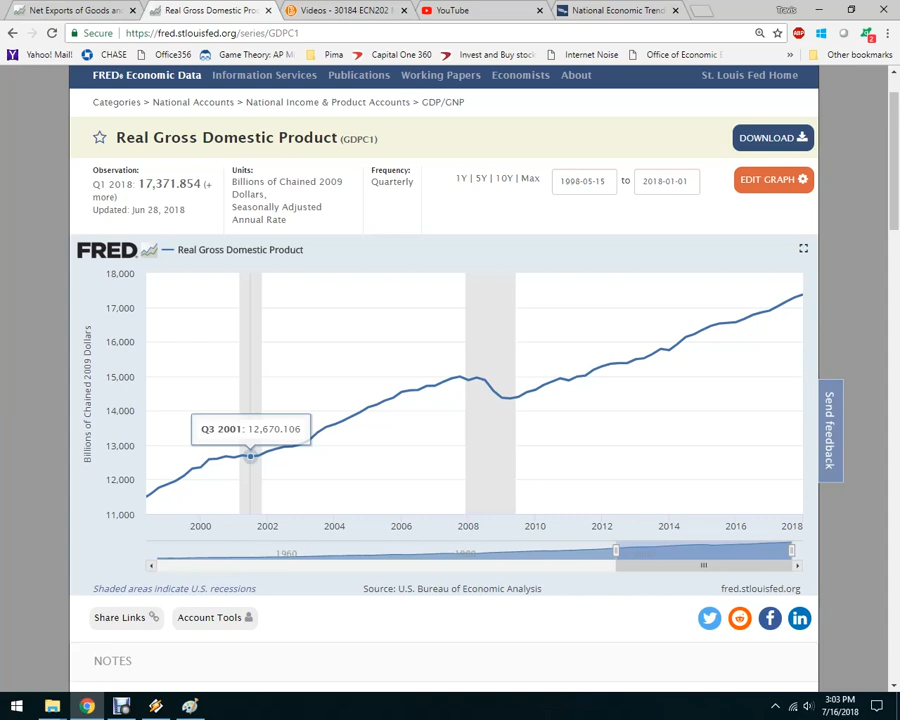 Net Exports of Goods and
Real Gross Domestic Prod
Videos - 30184 ECN202 M
YouTube
National Economic Trend
Travis
Secure
https://fred.stlouisfed.org/series/GDPC1
Yahoo! Mail!
CHASE
Office356
Game Theory: AP M
Pima
Capital One 360
Invest and Buy stock
Internet Noise
Office of Economic E
Other bookmarks
FRED® Economic Data
Information Services
Publications
Working Papers
Economists
About
St. Louis Fed Home
Categories > National Accounts > National Income & Product Accounts > GDP/GNP
Real Gross Domestic Product (GDPC1)
DOWNLOAD
Observation:
Q1 2018: 17,371.854 (+
more)
Updated: Jun 28, 2018
Units:
Billions of Chained 2009
Dollars,
Seasonally Adjusted
Annual Rate
Frequency:
Quarterly
1Y | 5Y | 10Y | Max
1998-05-15 to 2018-01-01
EDIT GRAPH
FRED
Real Gross Domestic Product
Billions of Chained 2009 Dollars
18,000
17,000
16,000
15,000
14,000
13,000
12,000
11,000
Q3 2001: 12,670.106
2000
2002
2004
2006
2008
2010
2012
2014
2016
2018
1960
1980
Send feedback
Shaded areas indicate U.S. recessions
Source: U.S. Bureau of Economic Analysis
fred.stlouisfed.org
Share Links
Account Tools
NOTES
3:03 PM
7/16/2018